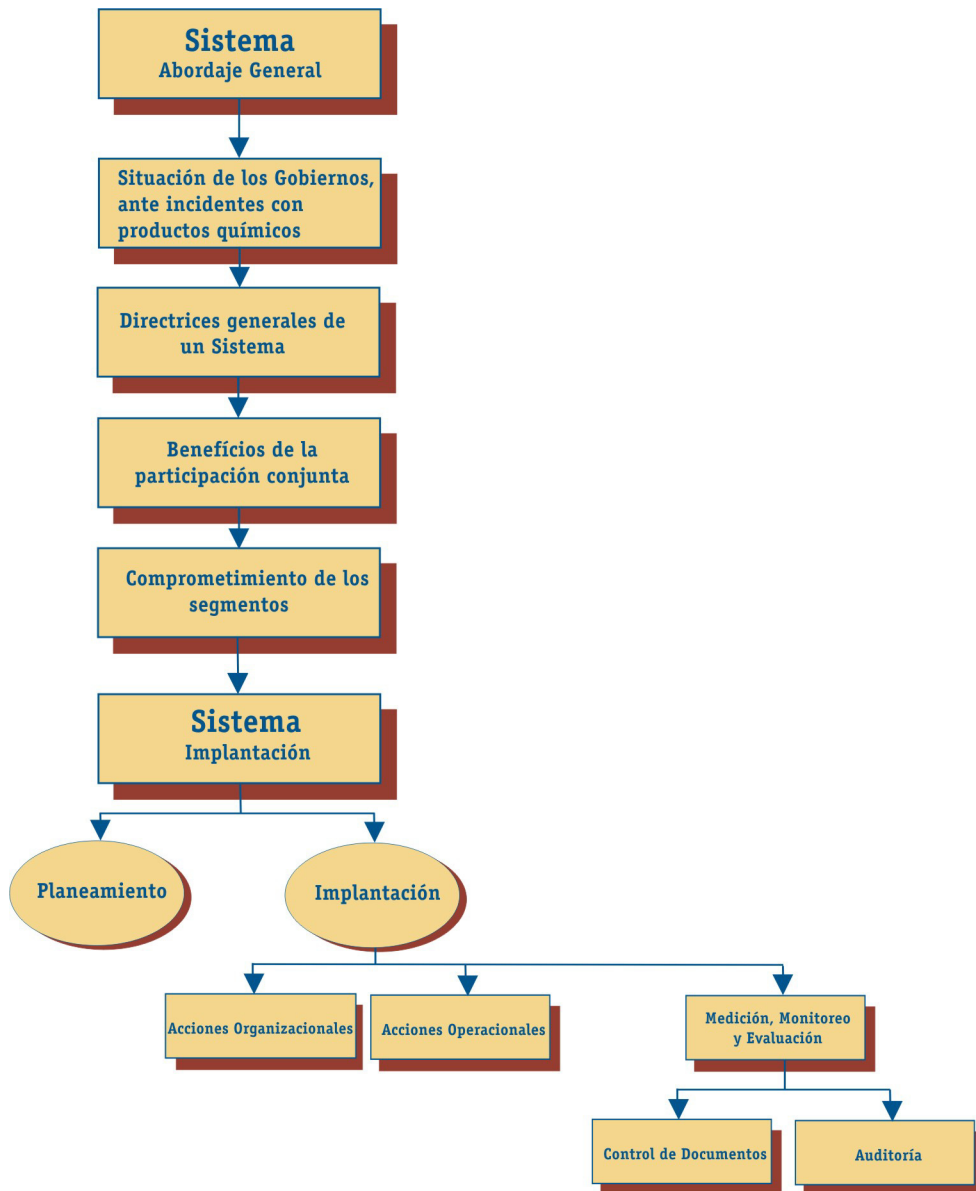 Sistema
Abordaje General
Situación de los Gobiernos,
ante incidentes con
productos químicos
Directrices generales de
un Sistema
Benefícios de la
participación conjunta
Comprometimiento de los
segmentos
Sistema
Implantación
Planeamiento
Implantación
Acciones Organizacionales
Acciones Operacionales
Medición, Monitoreo
y Evaluación
Control de Documentos
Auditoría